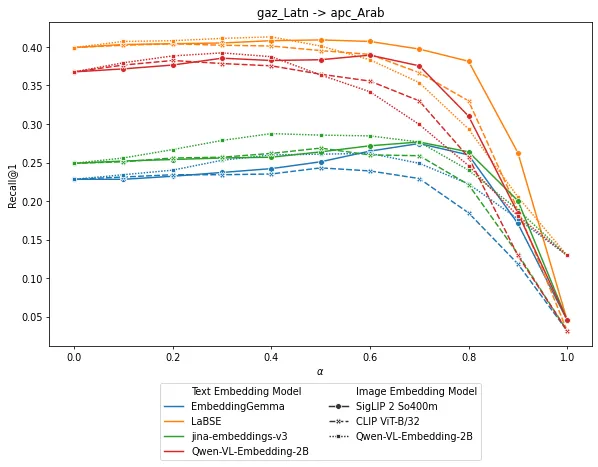 gaz_Latn -> apc_Arab
Recall@1
0.40
0.35
0.30
0.25
0.20
0.15
0.10
0.05
0.0 0.2 0.4 0.6 0.8 1.0
α
Text Embedding Model
EmbeddingGemma
LaBSE
jina-embeddings-v3
Qwen-VL-Embedding-2B
Image Embedding Model
SigLIP 2 So400m
CLIP ViT-B/32
Qwen-VL-Embedding-2B